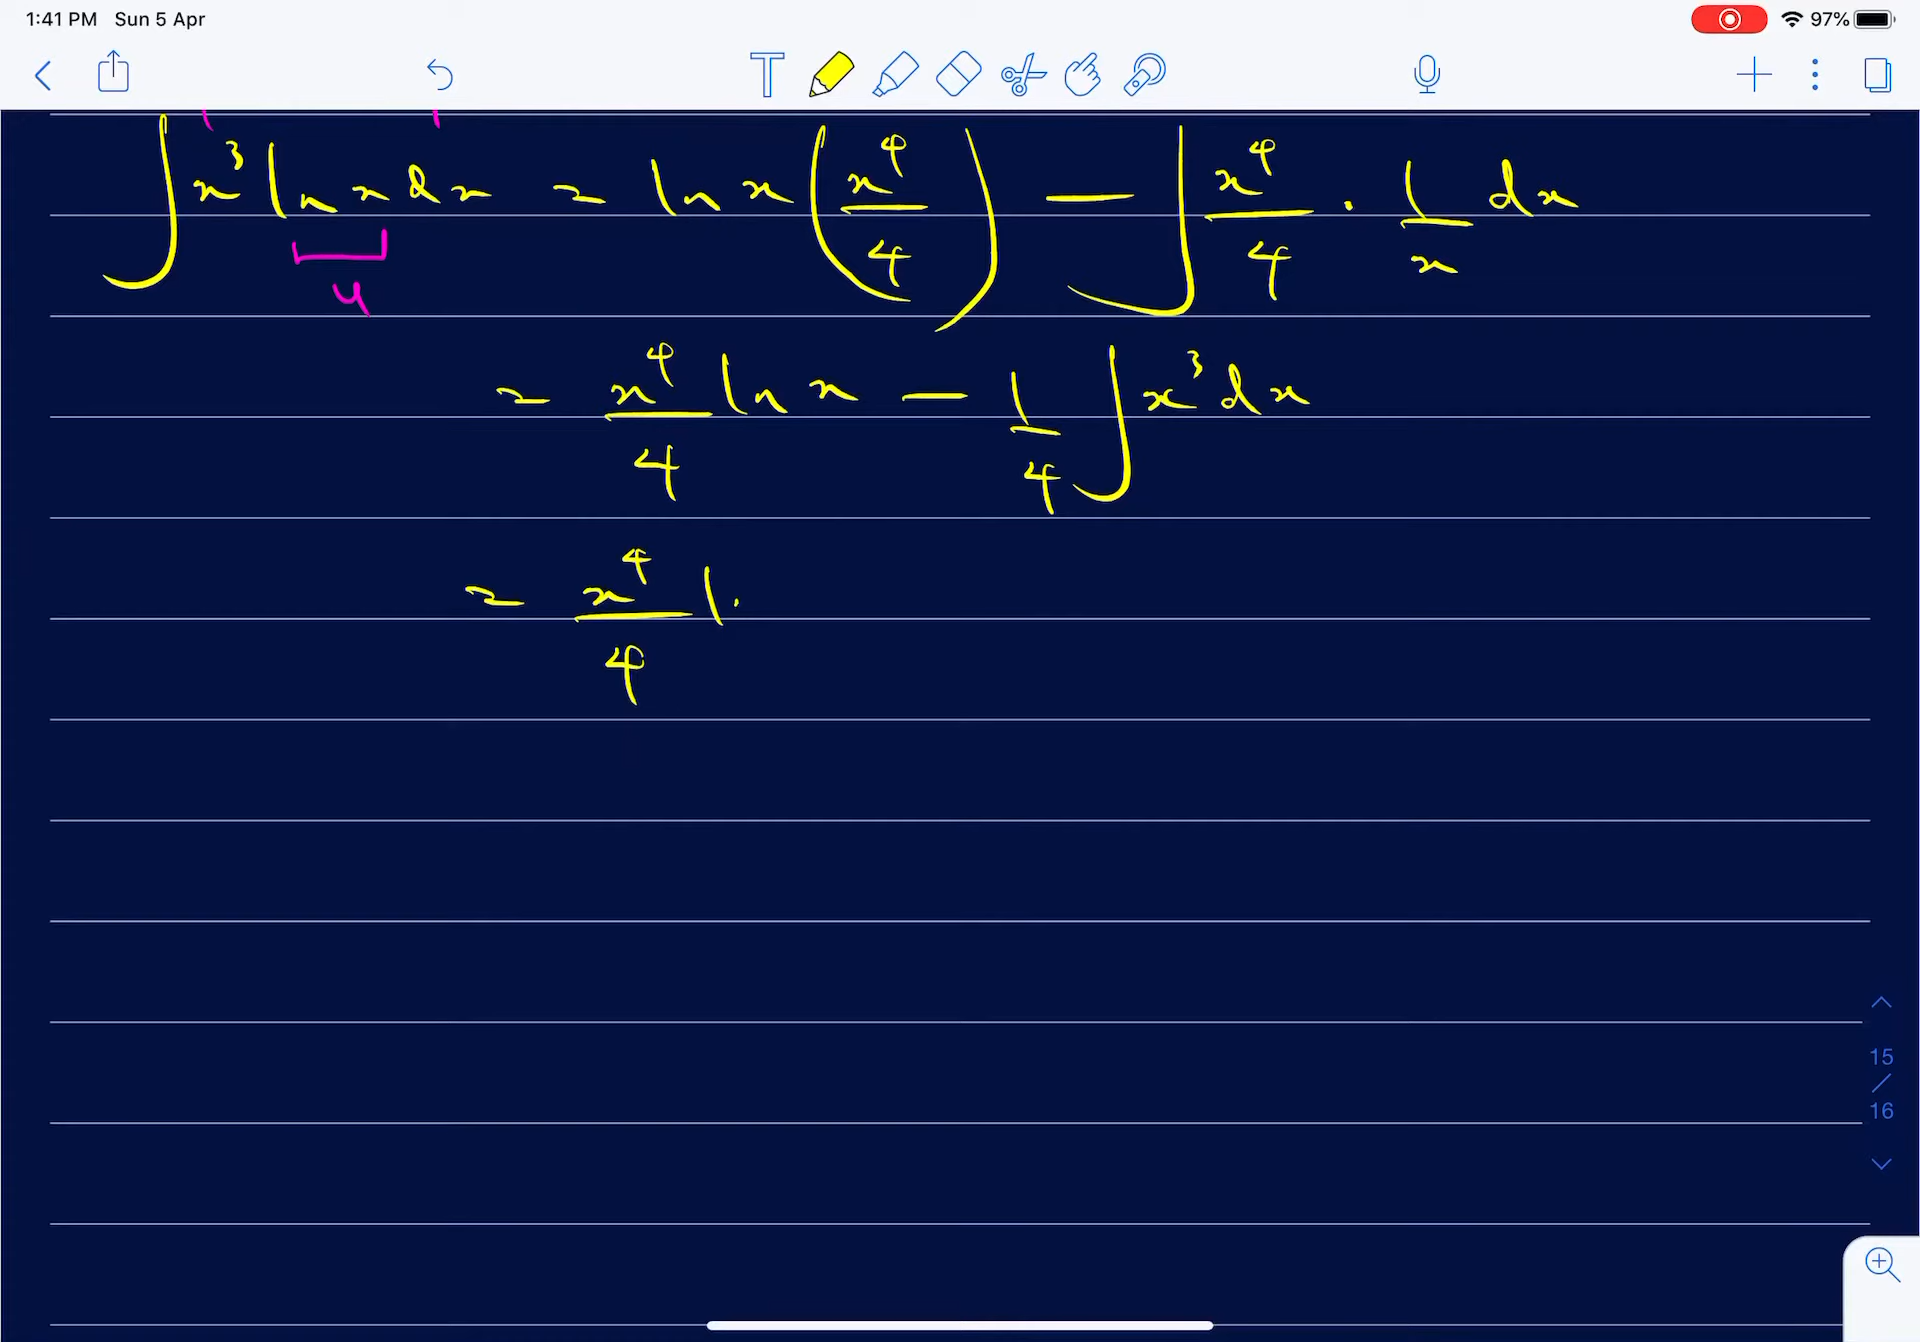 1:41 PM Sun 5 Apr 97%
T
∫ x³ ln x dx = ln x (x⁴/4) − ∫ x⁴/4 · 1/x dx
u
= x⁴/4 ln x − 1/4 ∫ x³ dx
= x⁴/4 l
15
/
16